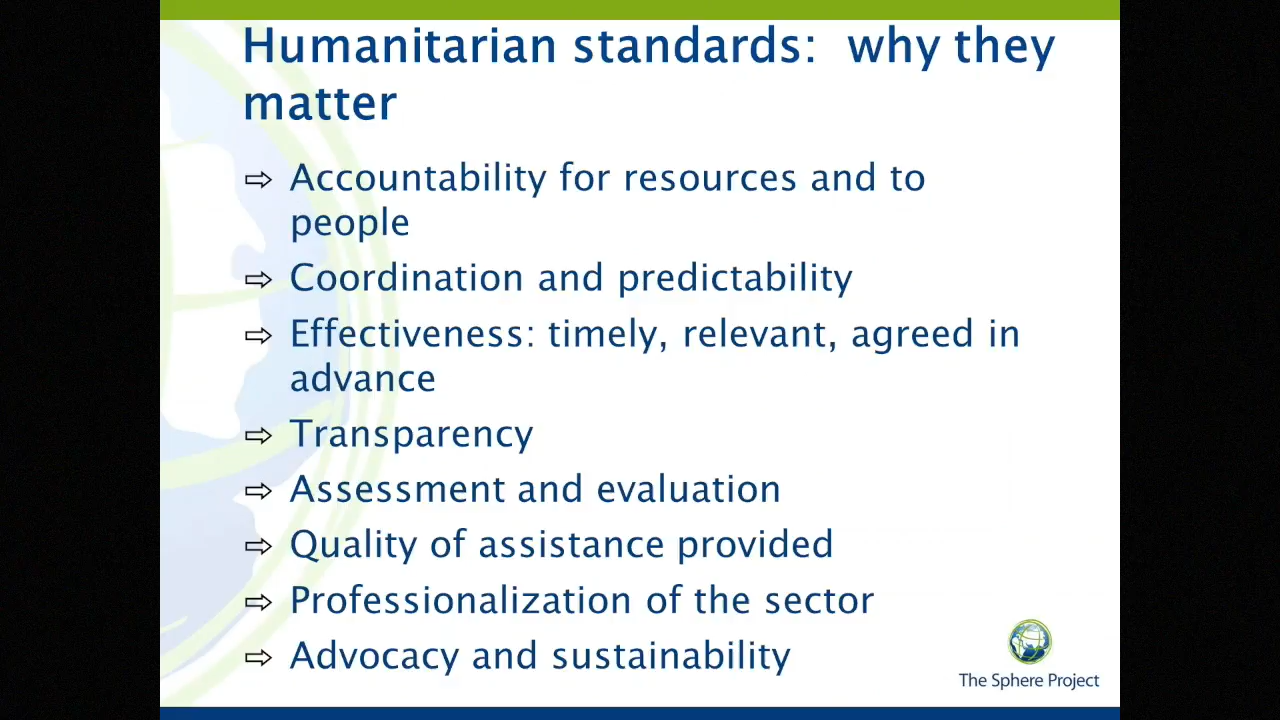 Humanitarian standards:  why they
matter
⇨ Accountability for resources and to
people
⇨ Coordination and predictability
⇨ Effectiveness: timely, relevant, agreed in
advance
⇨ Transparency
⇨ Assessment and evaluation
⇨ Quality of assistance provided
⇨ Professionalization of the sector
⇨ Advocacy and sustainability
The Sphere Project